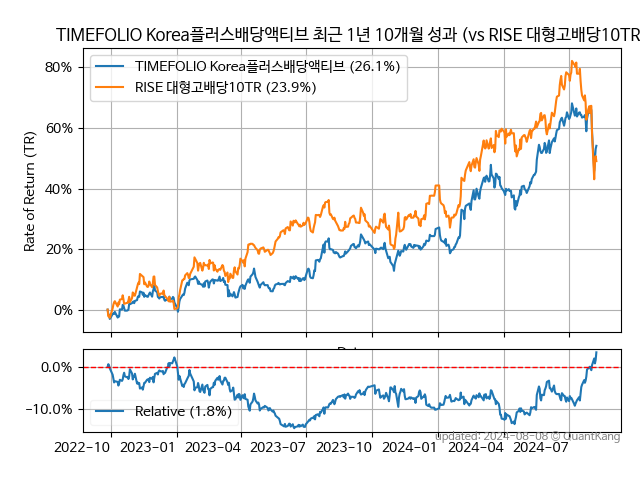 TIMEFOLIO Korea플러스배당액티브 최근 1년 10개월 성과 (vs RISE 대형고배당10TR
TIMEFOLIO Korea플러스배당액티브 (26.1%)
RISE 대형고배당10TR (23.9%)
Rate of Return (TR)
80%
60%
40%
20%
0%
0.0%
−10.0%
Relative (1.8%)
2022−10 2023−01 2023−04 2023−07 2023−10 2024−01 2024−04 2024−07
Updated: 2024-08-08 © QuantKang